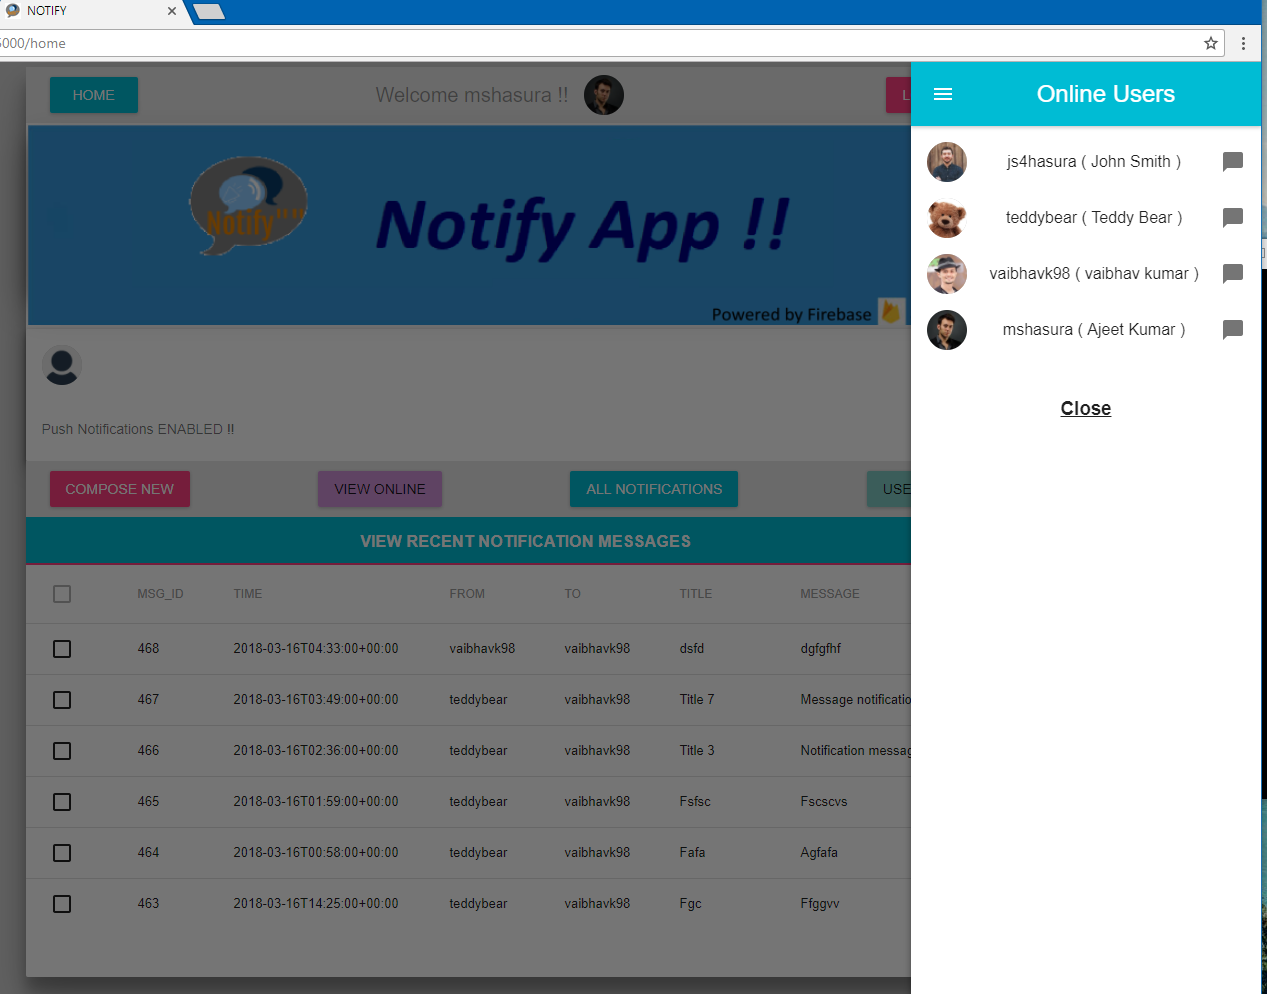 NOTIFY
5000/home
HOME
Welcome mshasura !!
L
Online Users
Notify""
Notify App !!
Powered by Firebase
js4hasura ( John Smith )
teddybear ( Teddy Bear )
vaibhavk98 ( vaibhav kumar )
mshasura ( Ajeet Kumar )
Close
Push Notifications ENABLED !!
COMPOSE NEW
VIEW ONLINE
ALL NOTIFICATIONS
USE
VIEW RECENT NOTIFICATION MESSAGES
MSG_ID TIME FROM TO TITLE MESSAGE
468 2018-03-16T04:33:00+00:00 vaibhavk98 vaibhavk98 dsfd dgfgfhf
467 2018-03-16T03:49:00+00:00 teddybear vaibhavk98 Title 7 Message notificatio
466 2018-03-16T02:36:00+00:00 teddybear vaibhavk98 Title 3 Notification messag
465 2018-03-16T01:59:00+00:00 teddybear vaibhavk98 Fsfsc Fscscvs
464 2018-03-16T00:58:00+00:00 teddybear vaibhavk98 Fafa Agfafa
463 2018-03-16T14:25:00+00:00 teddybear vaibhavk98 Fgc Ffggvv